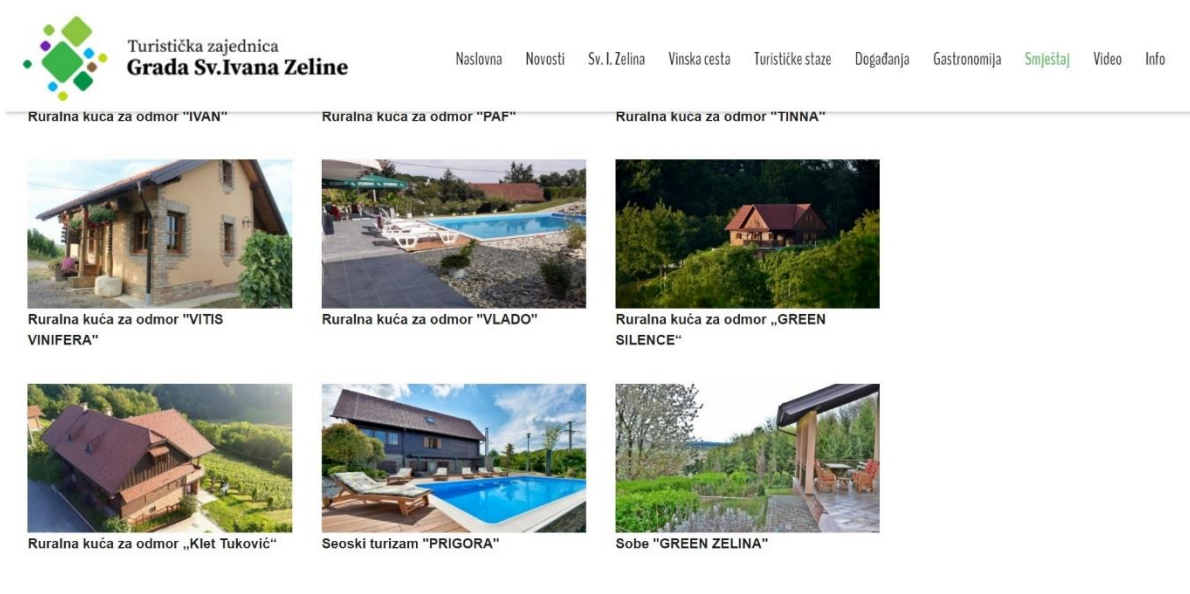 Turistička zajednica
Grada Sv.Ivana Zeline
Naslovna Novosti Sv. I. Zelina Vinska cesta Turističke staze Događanja Gastronomija Smještaj Video Info
Ruralna kuća za odmor "IVAN" Ruralna kuća za odmor "PAF" Ruralna kuća za odmor "TINNA"
Ruralna kuća za odmor "VITIS
VINIFERA"
Ruralna kuća za odmor "VLADO"
Ruralna kuća za odmor „GREEN
SILENCE“
Ruralna kuća za odmor „Klet Tuković“
Seoski turizam "PRIGORA"
Sobe "GREEN ZELINA"